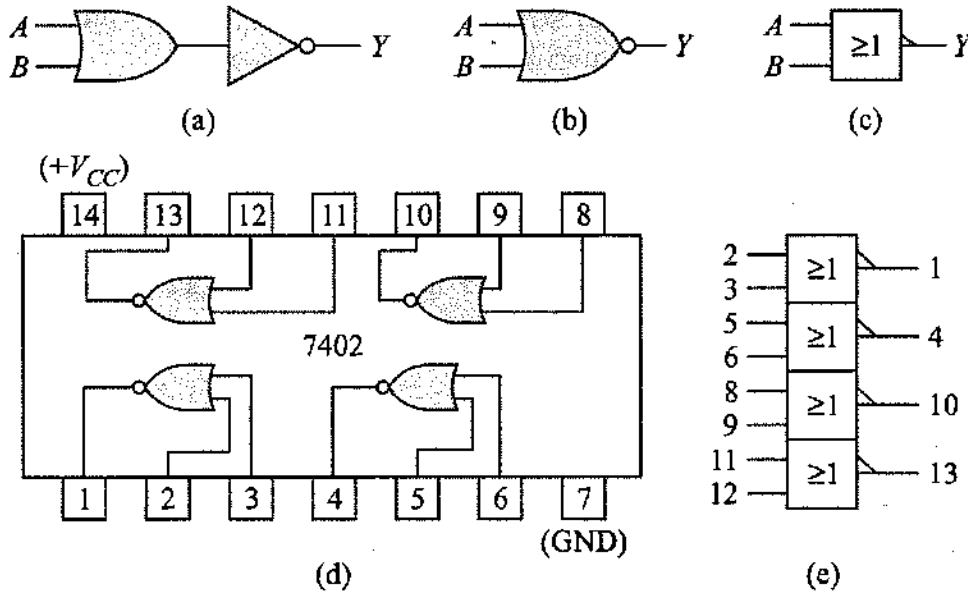 A
B
Y
(a)
A
B
Y
(b)
A
B
≥1
Y
(c)
(+VCC)
14 13 12 11 10 9 8
7402
1 2 3 4 5 6 7
(GND)
(d)
2
3
≥1
1
5
6
≥1
4
8
9
≥1
10
11
12
≥1
13
(e)